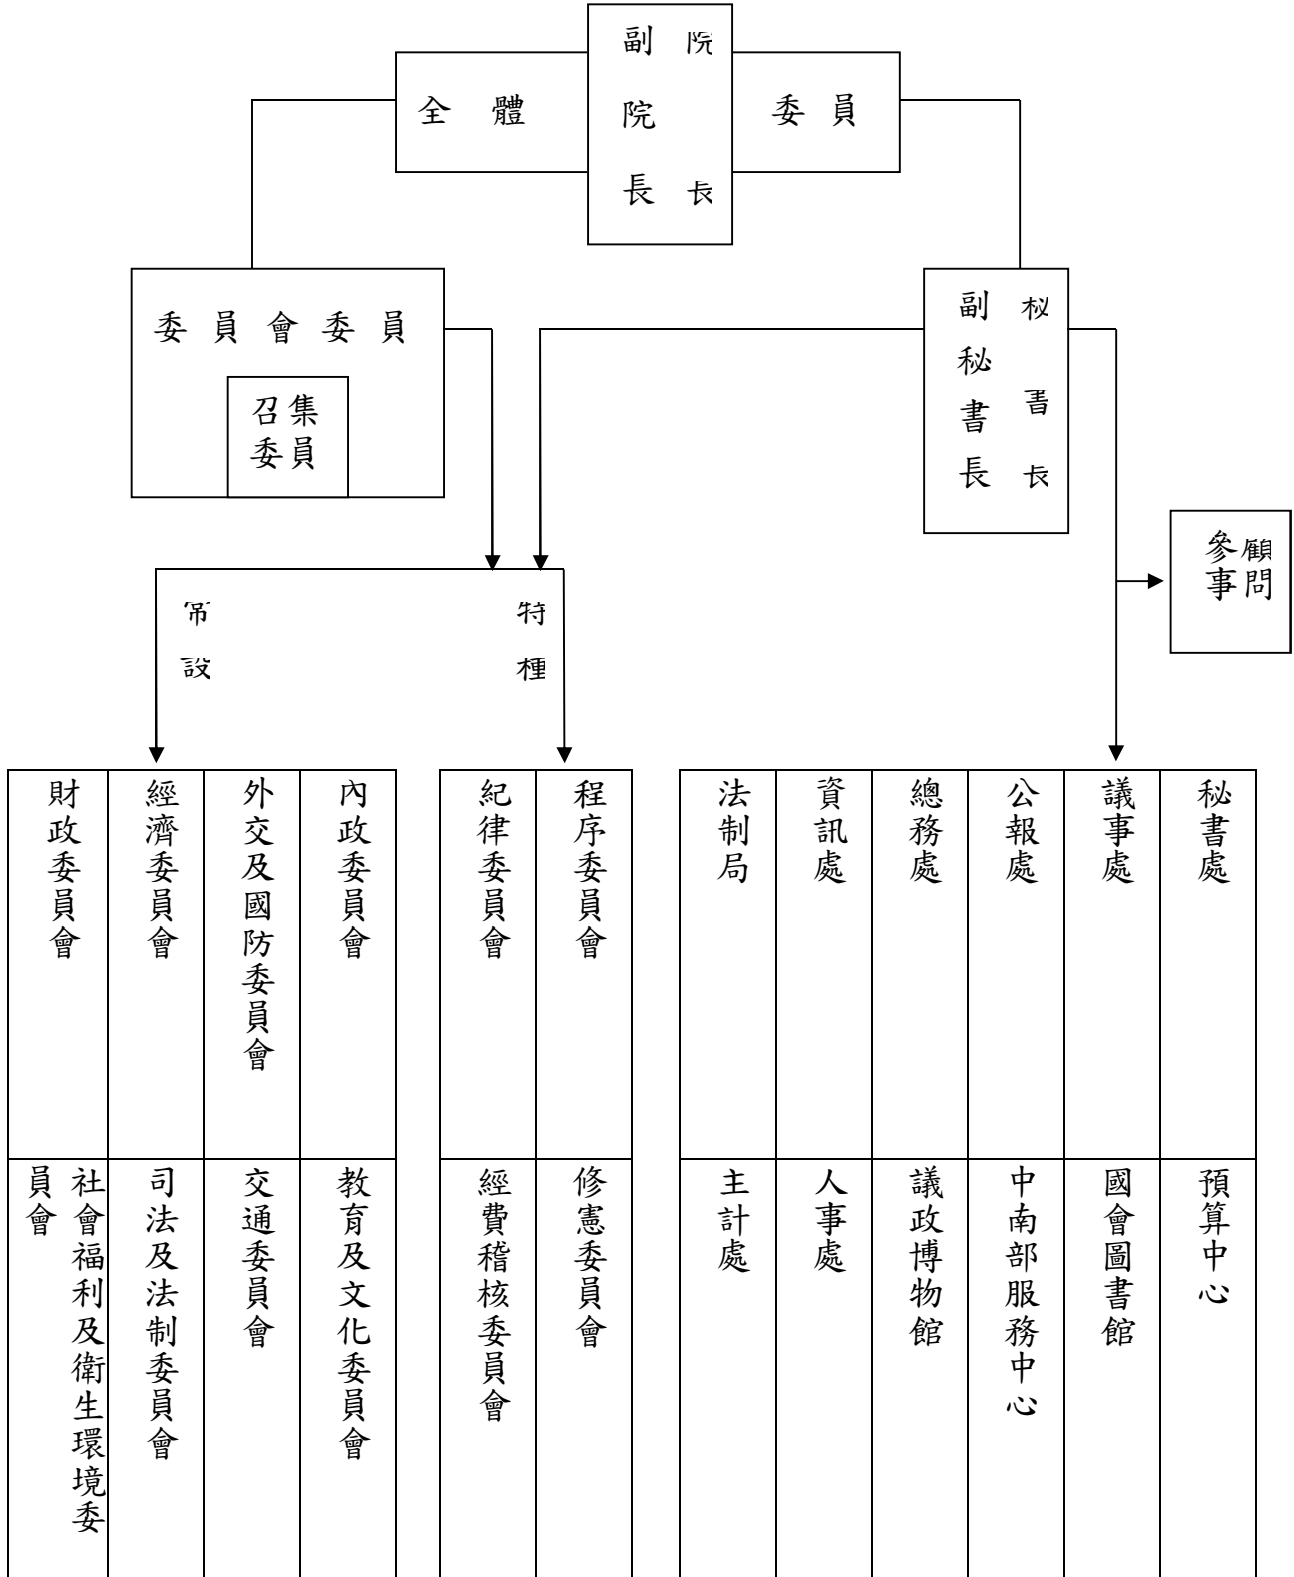 全體
院長
副院長
委員
委員會委員
召集
委員
秘書長
副秘書長
顧問
參事
常設
特種
內政委員會
外交及國防委員會
經濟委員會
財政委員會
教育及文化委員會
交通委員會
司法及法制委員會
社會福利及衛生環境委
員會
程序委員會
紀律委員會
修憲委員會
經費稽核委員會
秘書處
議事處
公報處
總務處
資訊處
法制局
預算中心
國會圖書館
中南部服務中心
議政博物館
人事處
主計處